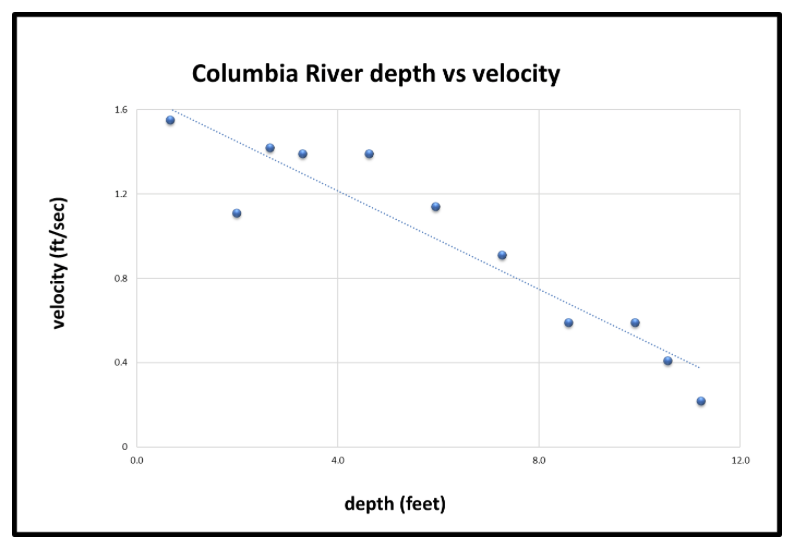 Columbia River depth vs velocity
1.6
1.2
0.8
0.4
0
velocity (ft/sec)
0.0 4.0 8.0 12.0
depth (feet)